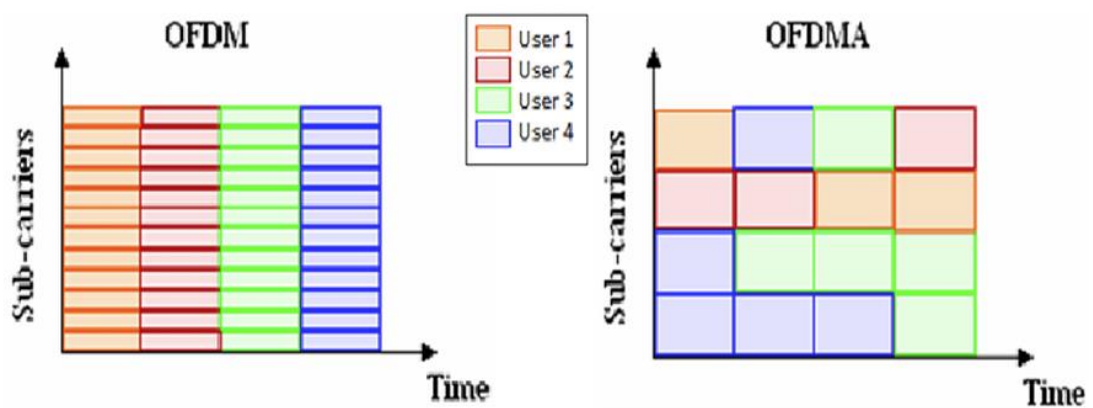 OFDM
User 1
User 2
User 3
User 4
OFDMA
Sub-carriers
Time
Sub-carriers
Time